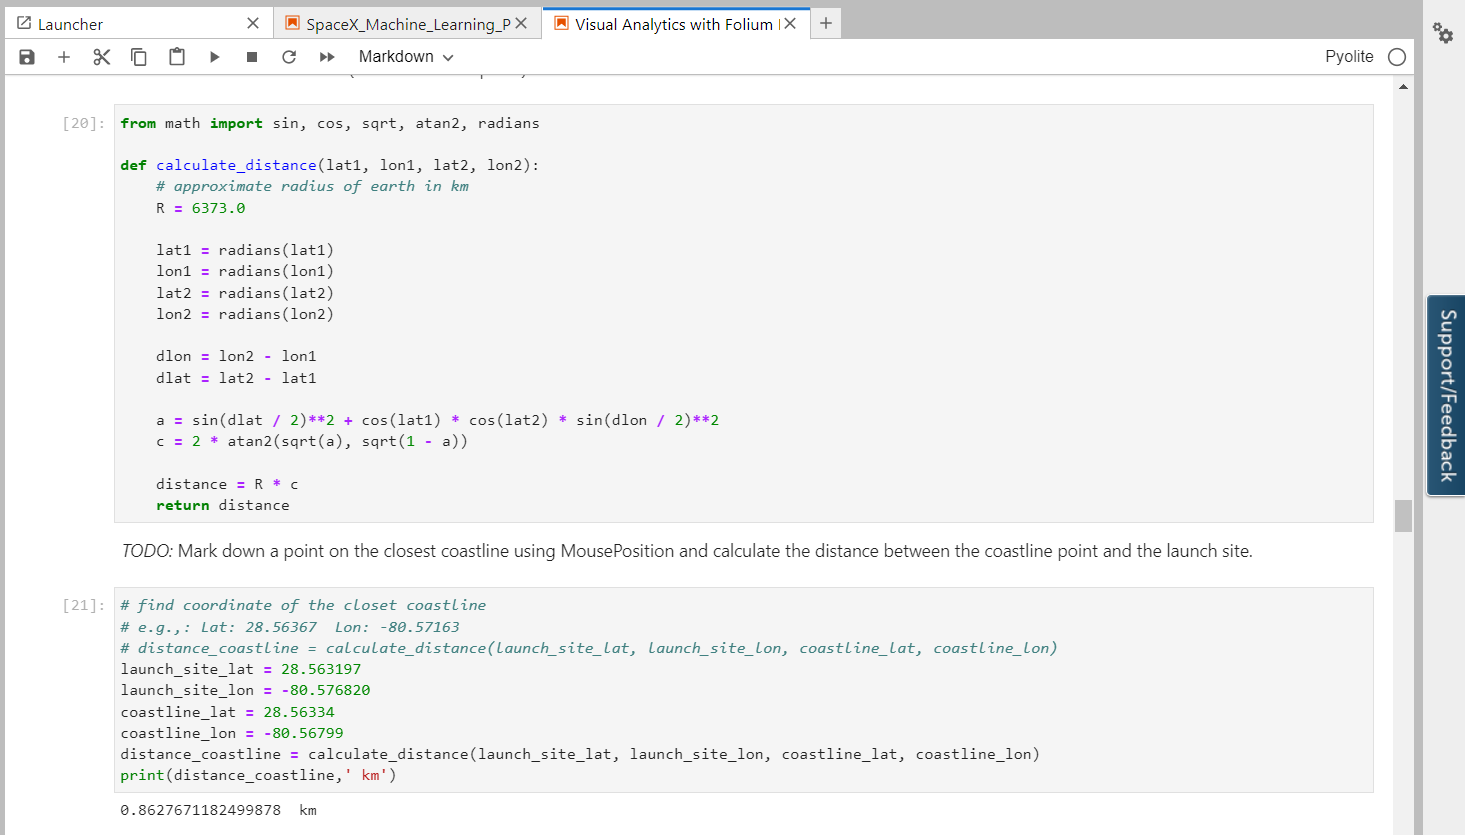 Launcher
SpaceX_Machine_Learning_P
Visual Analytics with Folium
Markdown
Pyolite
[20]:
from math import sin, cos, sqrt, atan2, radians
def calculate_distance(lat1, lon1, lat2, lon2):
# approximate radius of earth in km
R = 6373.0
lat1 = radians(lat1)
lon1 = radians(lon1)
lat2 = radians(lat2)
lon2 = radians(lon2)
dlon = lon2 - lon1
dlat = lat2 - lat1
a = sin(dlat / 2)**2 + cos(lat1) * cos(lat2) * sin(dlon / 2)**2
c = 2 * atan2(sqrt(a), sqrt(1 - a))
distance = R * c
return distance
TODO: Mark down a point on the closest coastline using MousePosition and calculate the distance between the coastline point and the launch site.
[21]:
# find coordinate of the closet coastline
# e.g.,: Lat: 28.56367  Lon: -80.57163
# distance_coastline = calculate_distance(launch_site_lat, launch_site_lon, coastline_lat, coastline_lon)
launch_site_lat = 28.563197
launch_site_lon = -80.576820
coastline_lat = 28.56334
coastline_lon = -80.56799
distance_coastline = calculate_distance(launch_site_lat, launch_site_lon, coastline_lat, coastline_lon)
print(distance_coastline,' km')
0.8627671182499878  km
Support/Feedback